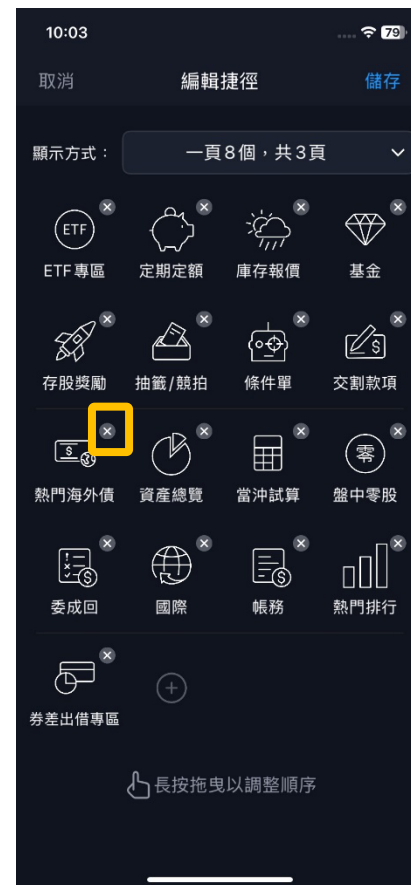 10:03
79
取消 編輯捷徑 儲存
顯示方式： 一頁8個，共3頁
ETF
ETF專區 定期定額 庫存報價 基金
存股獎勵 抽籤/競拍 條件單 交割款項
零
熱門海外債 資產總覽 當沖試算 盤中零股
委成回 國際 帳務 熱門排行
券差出借專區
長按拖曳以調整順序